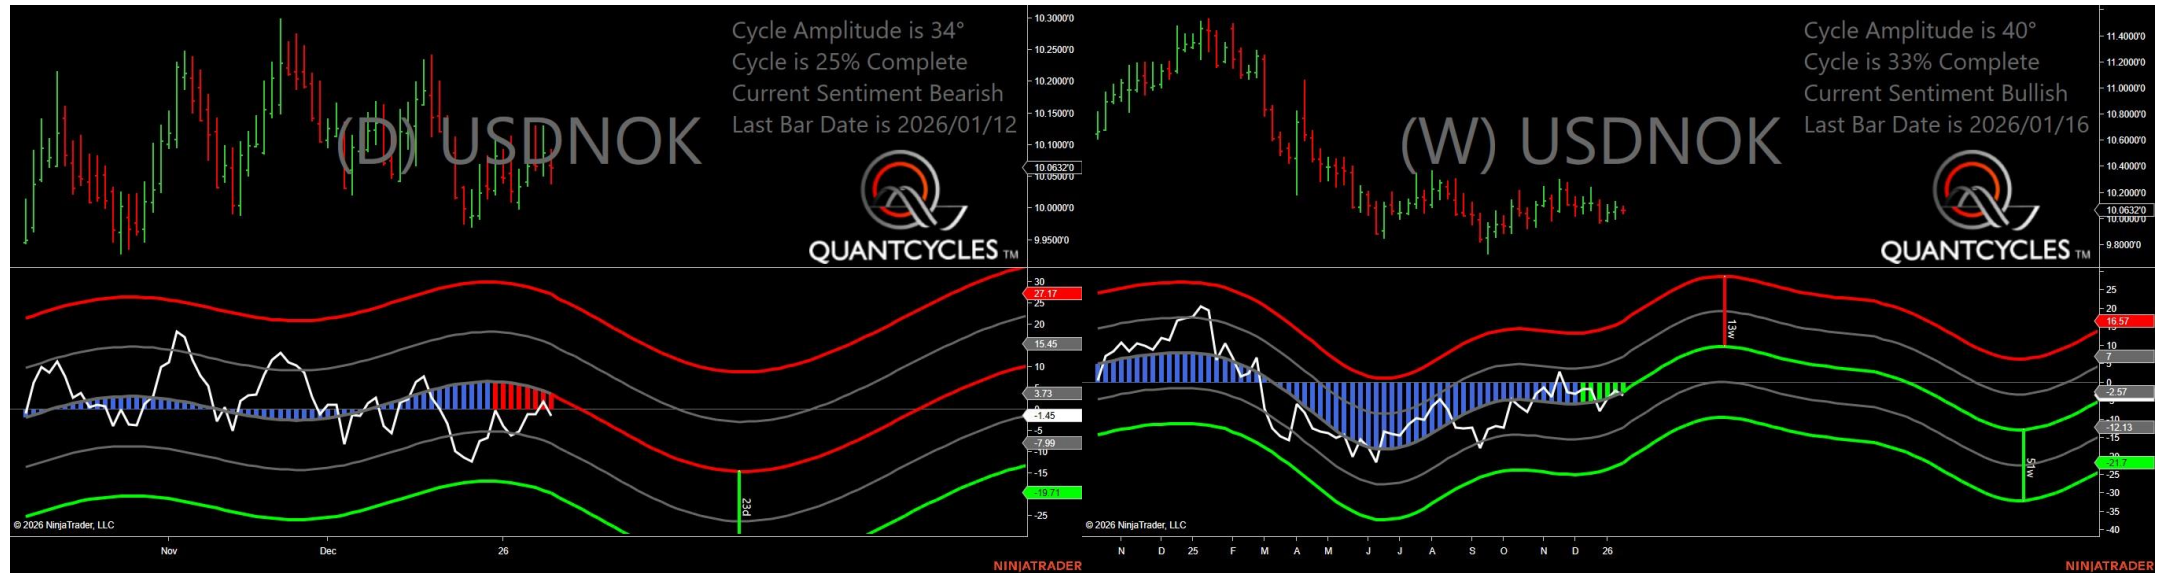 Cycle Amplitude is 34°
Cycle is 25% Complete
Current Sentiment Bearish
Last Bar Date is 2026/01/12
(D) USDNOK
QUANTCYCLES TM
10.3000'0
10.2500'0
10.2000'0
10.1500'0
10.1000'0
10.0632'0
10.0500'0
10.0000'0
9.9500'0
30
27.17
25
20
15.45
10
5
3.73
-1.45
-5
-7.99
-10
-15
-19.71
-25
23d
© 2026 NinjaTrader, LLC
Nov
Dec
26
NINJATRADER
Cycle Amplitude is 40°
Cycle is 33% Complete
Current Sentiment Bullish
Last Bar Date is 2026/01/16
(W) USDNOK
QUANTCYCLES TM
11.4000'0
11.2000'0
11.0000'0
10.8000'0
10.6000'0
10.4000'0
10.2000'0
10.0632'0
10.0000'0
9.8000'0
25
20
16.57
10
7
0
-2.57
-10
-12.13
-15
-21.7
-25
-30
-35
-40
13w
51w
© 2026 NinjaTrader, LLC
N D 25 F M A M J J A S O N D 26
NINJATRADER